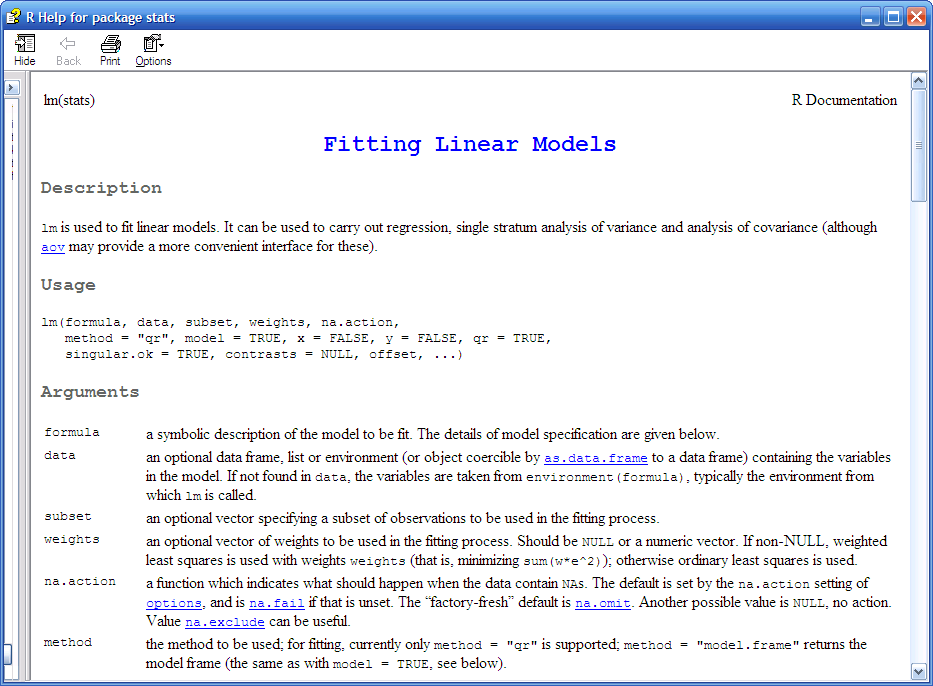 R Help for package stats
Hide Back Print Options
lm(stats) R Documentation
Fitting Linear Models
Description
lm is used to fit linear models. It can be used to carry out regression, single stratum analysis of variance and analysis of covariance (although
aov may provide a more convenient interface for these).
Usage
lm(formula, data, subset, weights, na.action,
method = "qr", model = TRUE, x = FALSE, y = FALSE, qr = TRUE,
singular.ok = TRUE, contrasts = NULL, offset, ...)
Arguments
formula a symbolic description of the model to be fit. The details of model specification are given below.
data an optional data frame, list or environment (or object coercible by as.data.frame to a data frame) containing the variables
in the model. If not found in data, the variables are taken from environment(formula), typically the environment from
which lm is called.
subset an optional vector specifying a subset of observations to be used in the fitting process.
weights an optional vector of weights to be used in the fitting process. Should be NULL or a numeric vector. If non-NULL, weighted
least squares is used with weights weights (that is, minimizing sum(w*e^2)); otherwise ordinary least squares is used.
na.action a function which indicates what should happen when the data contain NAs. The default is set by the na.action setting of
options, and is na.fail if that is unset. The “factory-fresh” default is na.omit. Another possible value is NULL, no action.
Value na.exclude can be useful.
method the method to be used; for fitting, currently only method = "qr" is supported; method = "model.frame" returns the
model frame (the same as with model = TRUE, see below).